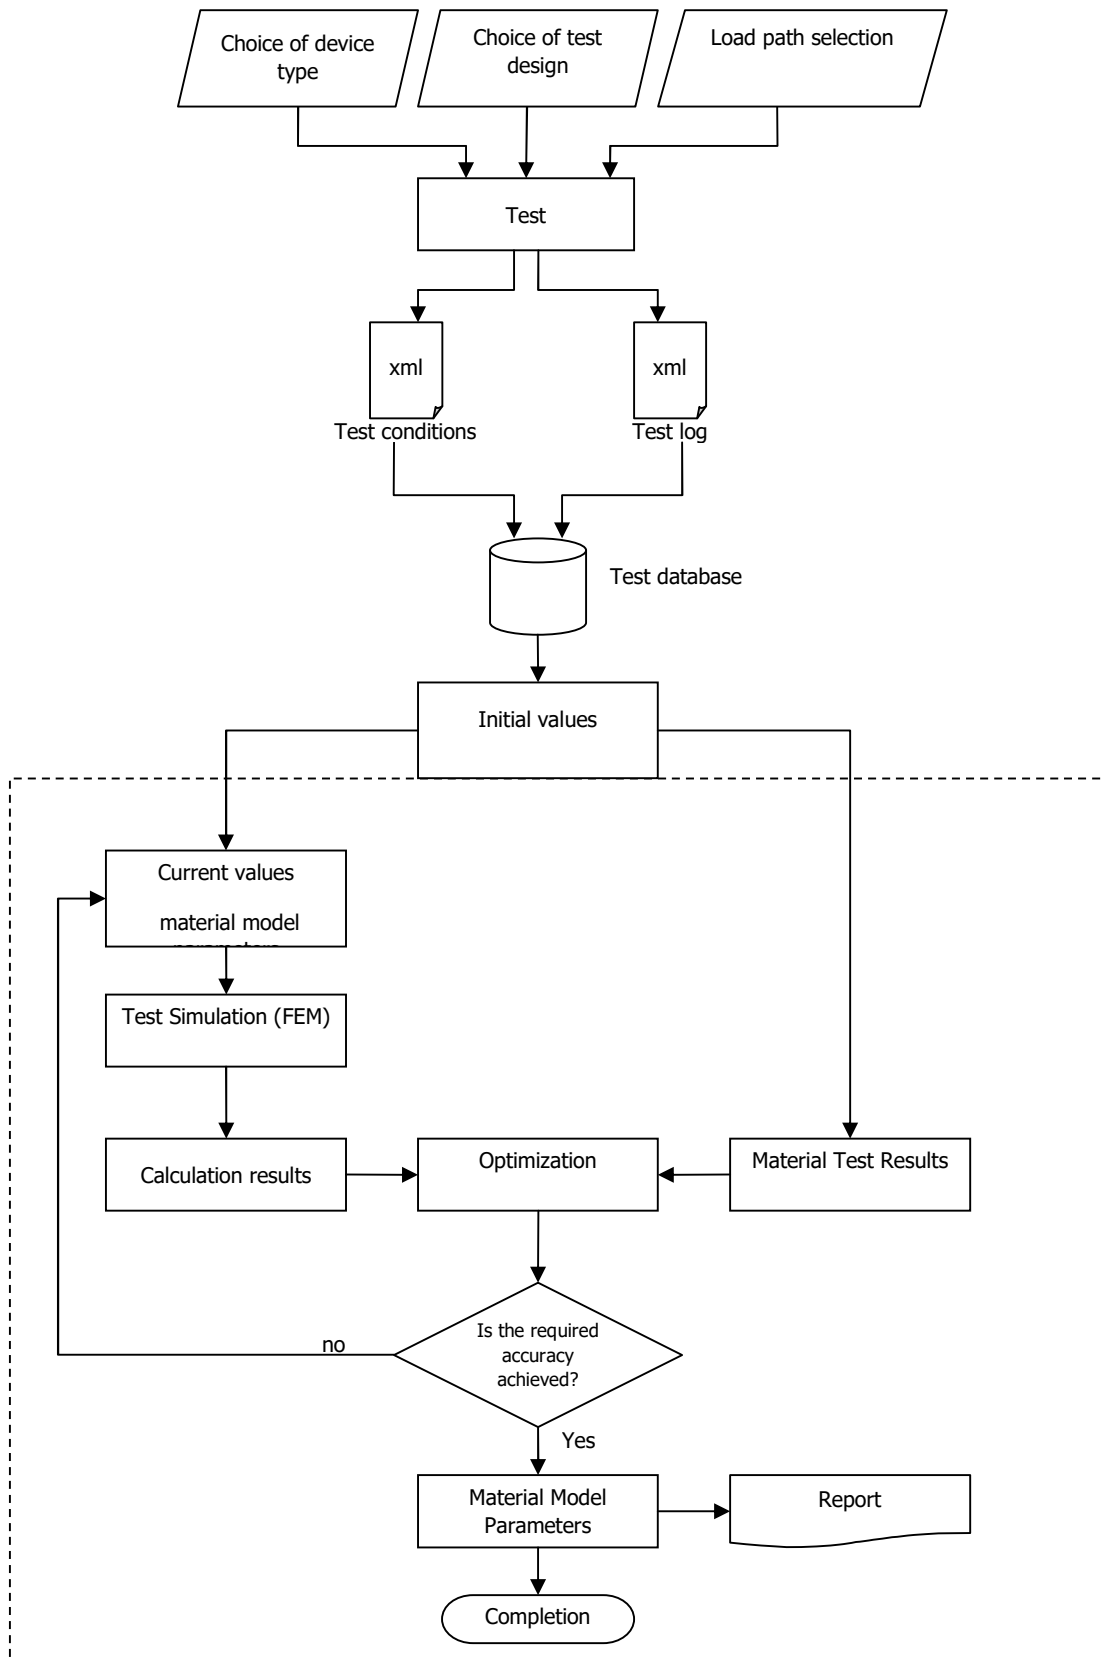 Choice of device
type
Choice of test
design
Load path selection
Test
xml
xml
Test conditions
Test log
Test database
Initial values
Current values
material model
Test Simulation (FEM)
Calculation results
Optimization
Material Test Results
Is the required
accuracy
achieved?
no
Yes
Material Model
Parameters
Report
Completion